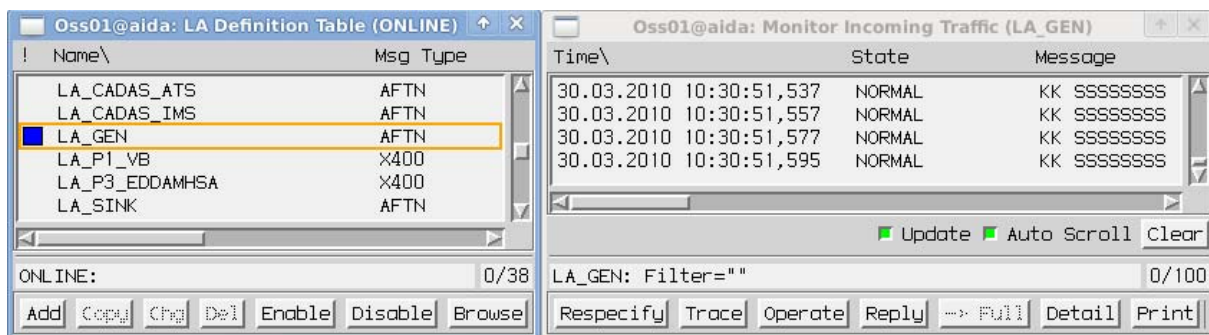 Oss01@aida: LA Definition Table (ONLINE)
! Name\ Msg Type
LA_CADAS_ATS AFTN
LA_CADAS_IMS AFTN
LA_GEN AFTN
LA_P1_VB X400
LA_P3_EDDAMHSA X400
LA_SINK AFTN
ONLINE: 0/38
Add Copy Chg Del Enable Disable Browse
Oss01@aida: Monitor Incoming Traffic (LA_GEN)
Time\ State Message
30.03.2010 10:30:51,537 NORMAL KK SSSSSSSS
30.03.2010 10:30:51,557 NORMAL KK SSSSSSSS
30.03.2010 10:30:51,577 NORMAL KK SSSSSSSS
30.03.2010 10:30:51,595 NORMAL KK SSSSSSSS
Update Auto Scroll Clear
LA_GEN: Filter="" 0/100
Respecify Trace Operate Reply --> Full Detail Print